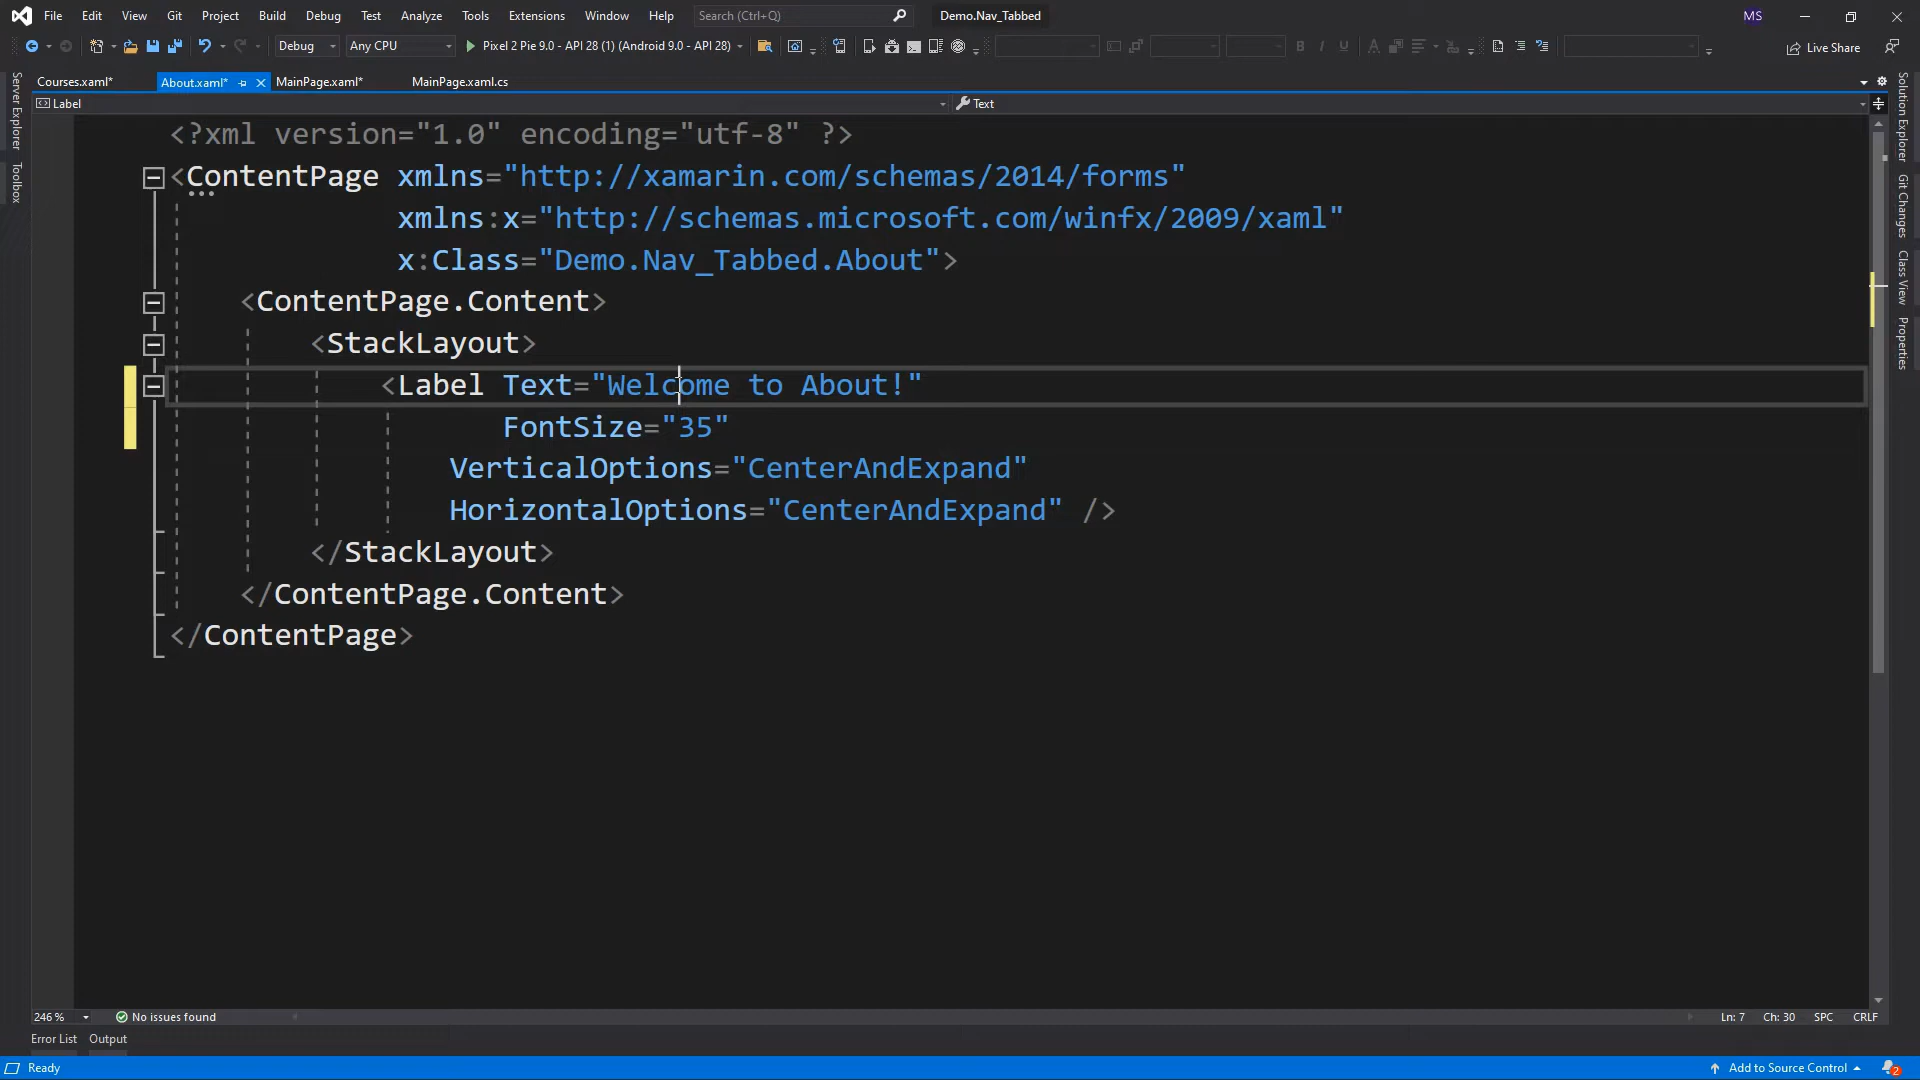 File Edit View Git Project Build Debug Test Analyze Tools Extensions Window Help Search (Ctrl+Q) Demo.Nav_Tabbed MS
Debug Any CPU Pixel 2 Pie 9.0 - API 28 (1) (Android 9.0 - API 28) Live Share
Courses.xaml* About.xaml* MainPage.xaml* MainPage.xaml.cs
Label Text
Server Explorer
Toolbox
Solution Explorer
Git Changes
Class View
Properties
<?xml version="1.0" encoding="utf-8" ?>
<ContentPage xmlns="http://xamarin.com/schemas/2014/forms"
xmlns:x="http://schemas.microsoft.com/winfx/2009/xaml"
x:Class="Demo.Nav_Tabbed.About">
<ContentPage.Content>
<StackLayout>
<Label Text="Welcome to About!"
FontSize="35"
VerticalOptions="CenterAndExpand"
HorizontalOptions="CenterAndExpand" />
</StackLayout>
</ContentPage.Content>
</ContentPage>
246 % No issues found Ln: 7 Ch: 30 SPC CRLF
Error List Output
Ready Add to Source Control 2